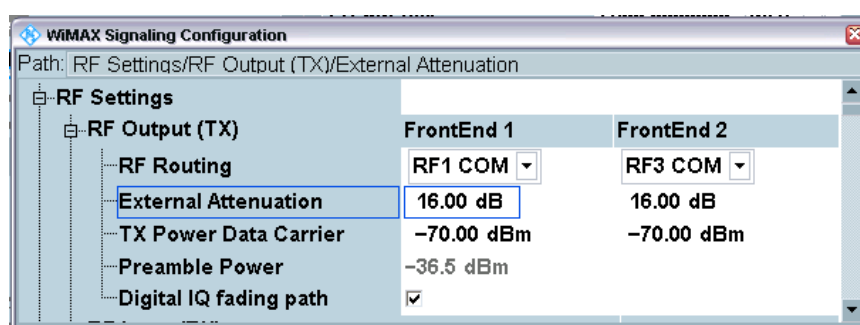 WiMAX Signaling Configuration
Path: RF Settings/RF Output (TX)/External Attenuation
RF Settings
RF Output (TX) FrontEnd 1 FrontEnd 2
RF Routing RF1 COM RF3 COM
External Attenuation 16.00 dB 16.00 dB
TX Power Data Carrier −70.00 dBm −70.00 dBm
Preamble Power −36.5 dBm
Digital IQ fading path